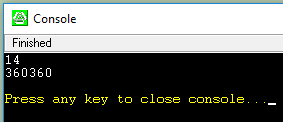 Console
Finished
14
360360
Press any key to close console..._